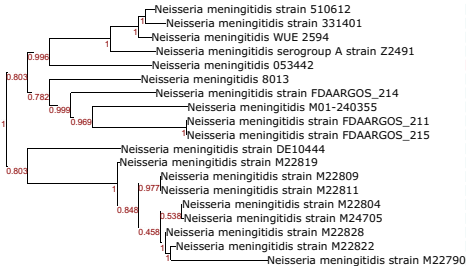 Neisseria meningitidis strain 510612
1
Neisseria meningitidis strain 331401
1
Neisseria meningitidis WUE 2594
1
Neisseria meningitidis serogroup A strain Z2491
0.996
Neisseria meningitidis 053442
0.803
Neisseria meningitidis 8013
0.782
Neisseria meningitidis strain FDAARGOS_214
0.999
Neisseria meningitidis M01-240355
0.969
Neisseria meningitidis strain FDAARGOS_211
1
Neisseria meningitidis strain FDAARGOS_215
1
Neisseria meningitidis strain DE10444
0.803
Neisseria meningitidis strain M22819
1
Neisseria meningitidis strain M22809
0.977
Neisseria meningitidis strain M22811
0.848
Neisseria meningitidis strain M22804
0.538
Neisseria meningitidis strain M24705
0.458
Neisseria meningitidis strain M22828
1
Neisseria meningitidis strain M22822
1
Neisseria meningitidis strain M22790